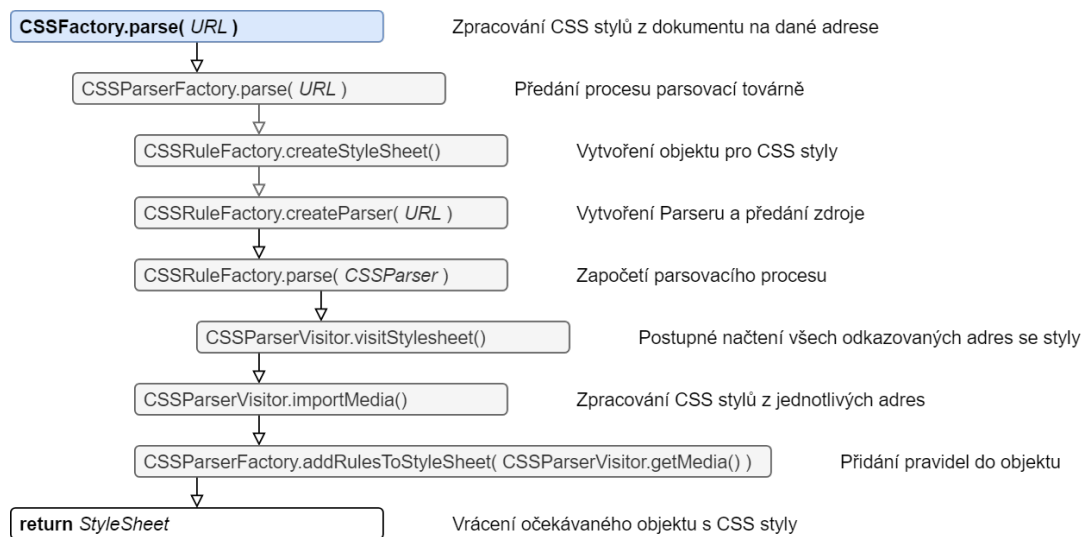 CSSFactory.parse( URL ) Zpracování CSS stylů z dokumentu na dané adrese
CSSParserFactory.parse( URL ) Předání procesu parsovací továrně
CSSRuleFactory.createStyleSheet() Vytvoření objektu pro CSS styly
CSSRuleFactory.createParser( URL ) Vytvoření Parseru a předání zdroje
CSSRuleFactory.parse( CSSParser ) Započetí parsovacího procesu
CSSParserVisitor.visitStylesheet() Postupné načtení všech odkazovaných adres se styly
CSSParserVisitor.importMedia() Zpracování CSS stylů z jednotlivých adres
CSSParserFactory.addRulesToStyleSheet( CSSParserVisitor.getMedia() ) Přidání pravidel do objektu
return StyleSheet Vrácení očekávaného objektu s CSS styly